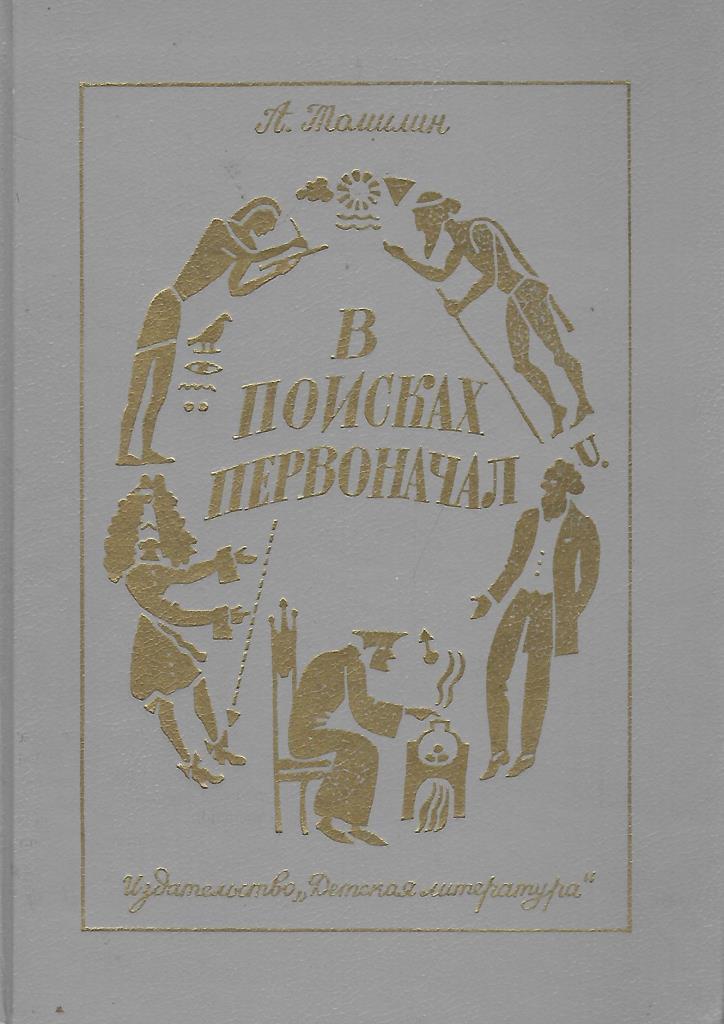 А. Томилин
В
ПОИСКАХ
ПЕРВОНАЧАЛ
U.
Издательство „Детская литература“